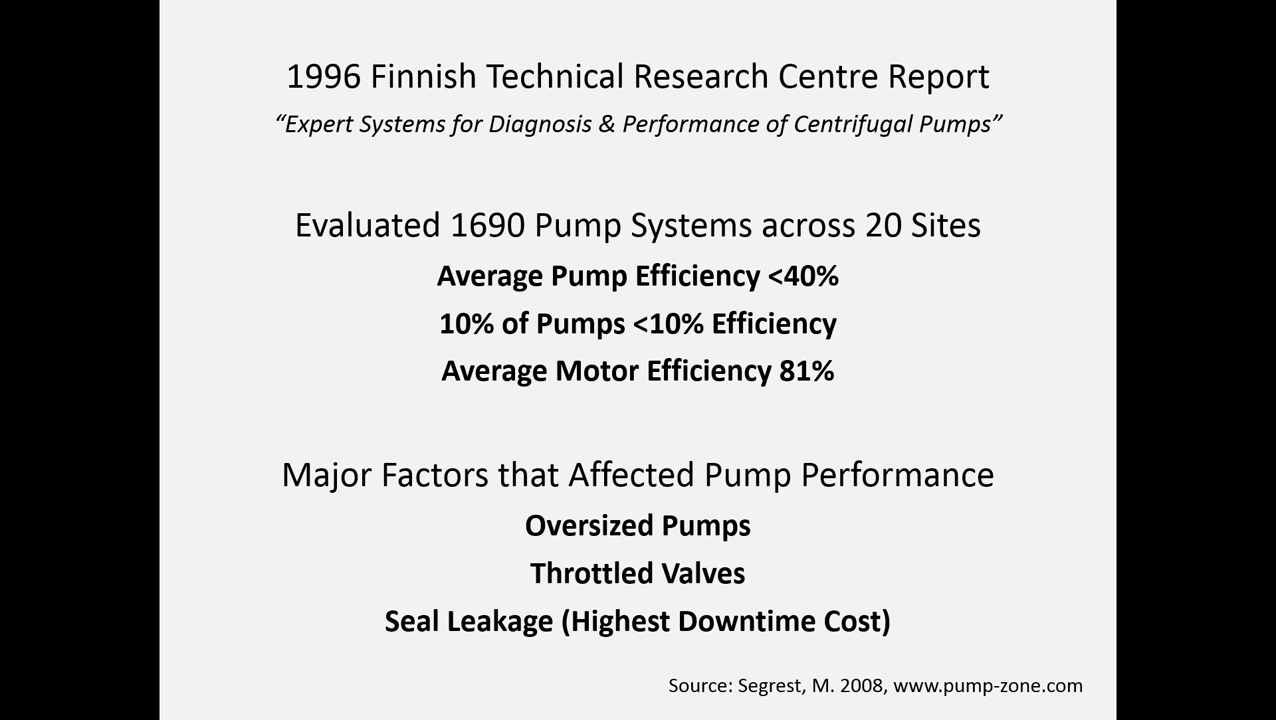 1996 Finnish Technical Research Centre Report
“Expert Systems for Diagnosis & Performance of Centrifugal Pumps”
Evaluated 1690 Pump Systems across 20 Sites
Average Pump Efficiency <40%
10% of Pumps <10% Efficiency
Average Motor Efficiency 81%
Major Factors that Affected Pump Performance
Oversized Pumps
Throttled Valves
Seal Leakage (Highest Downtime Cost)
Source: Segrest, M. 2008, www.pump-zone.com